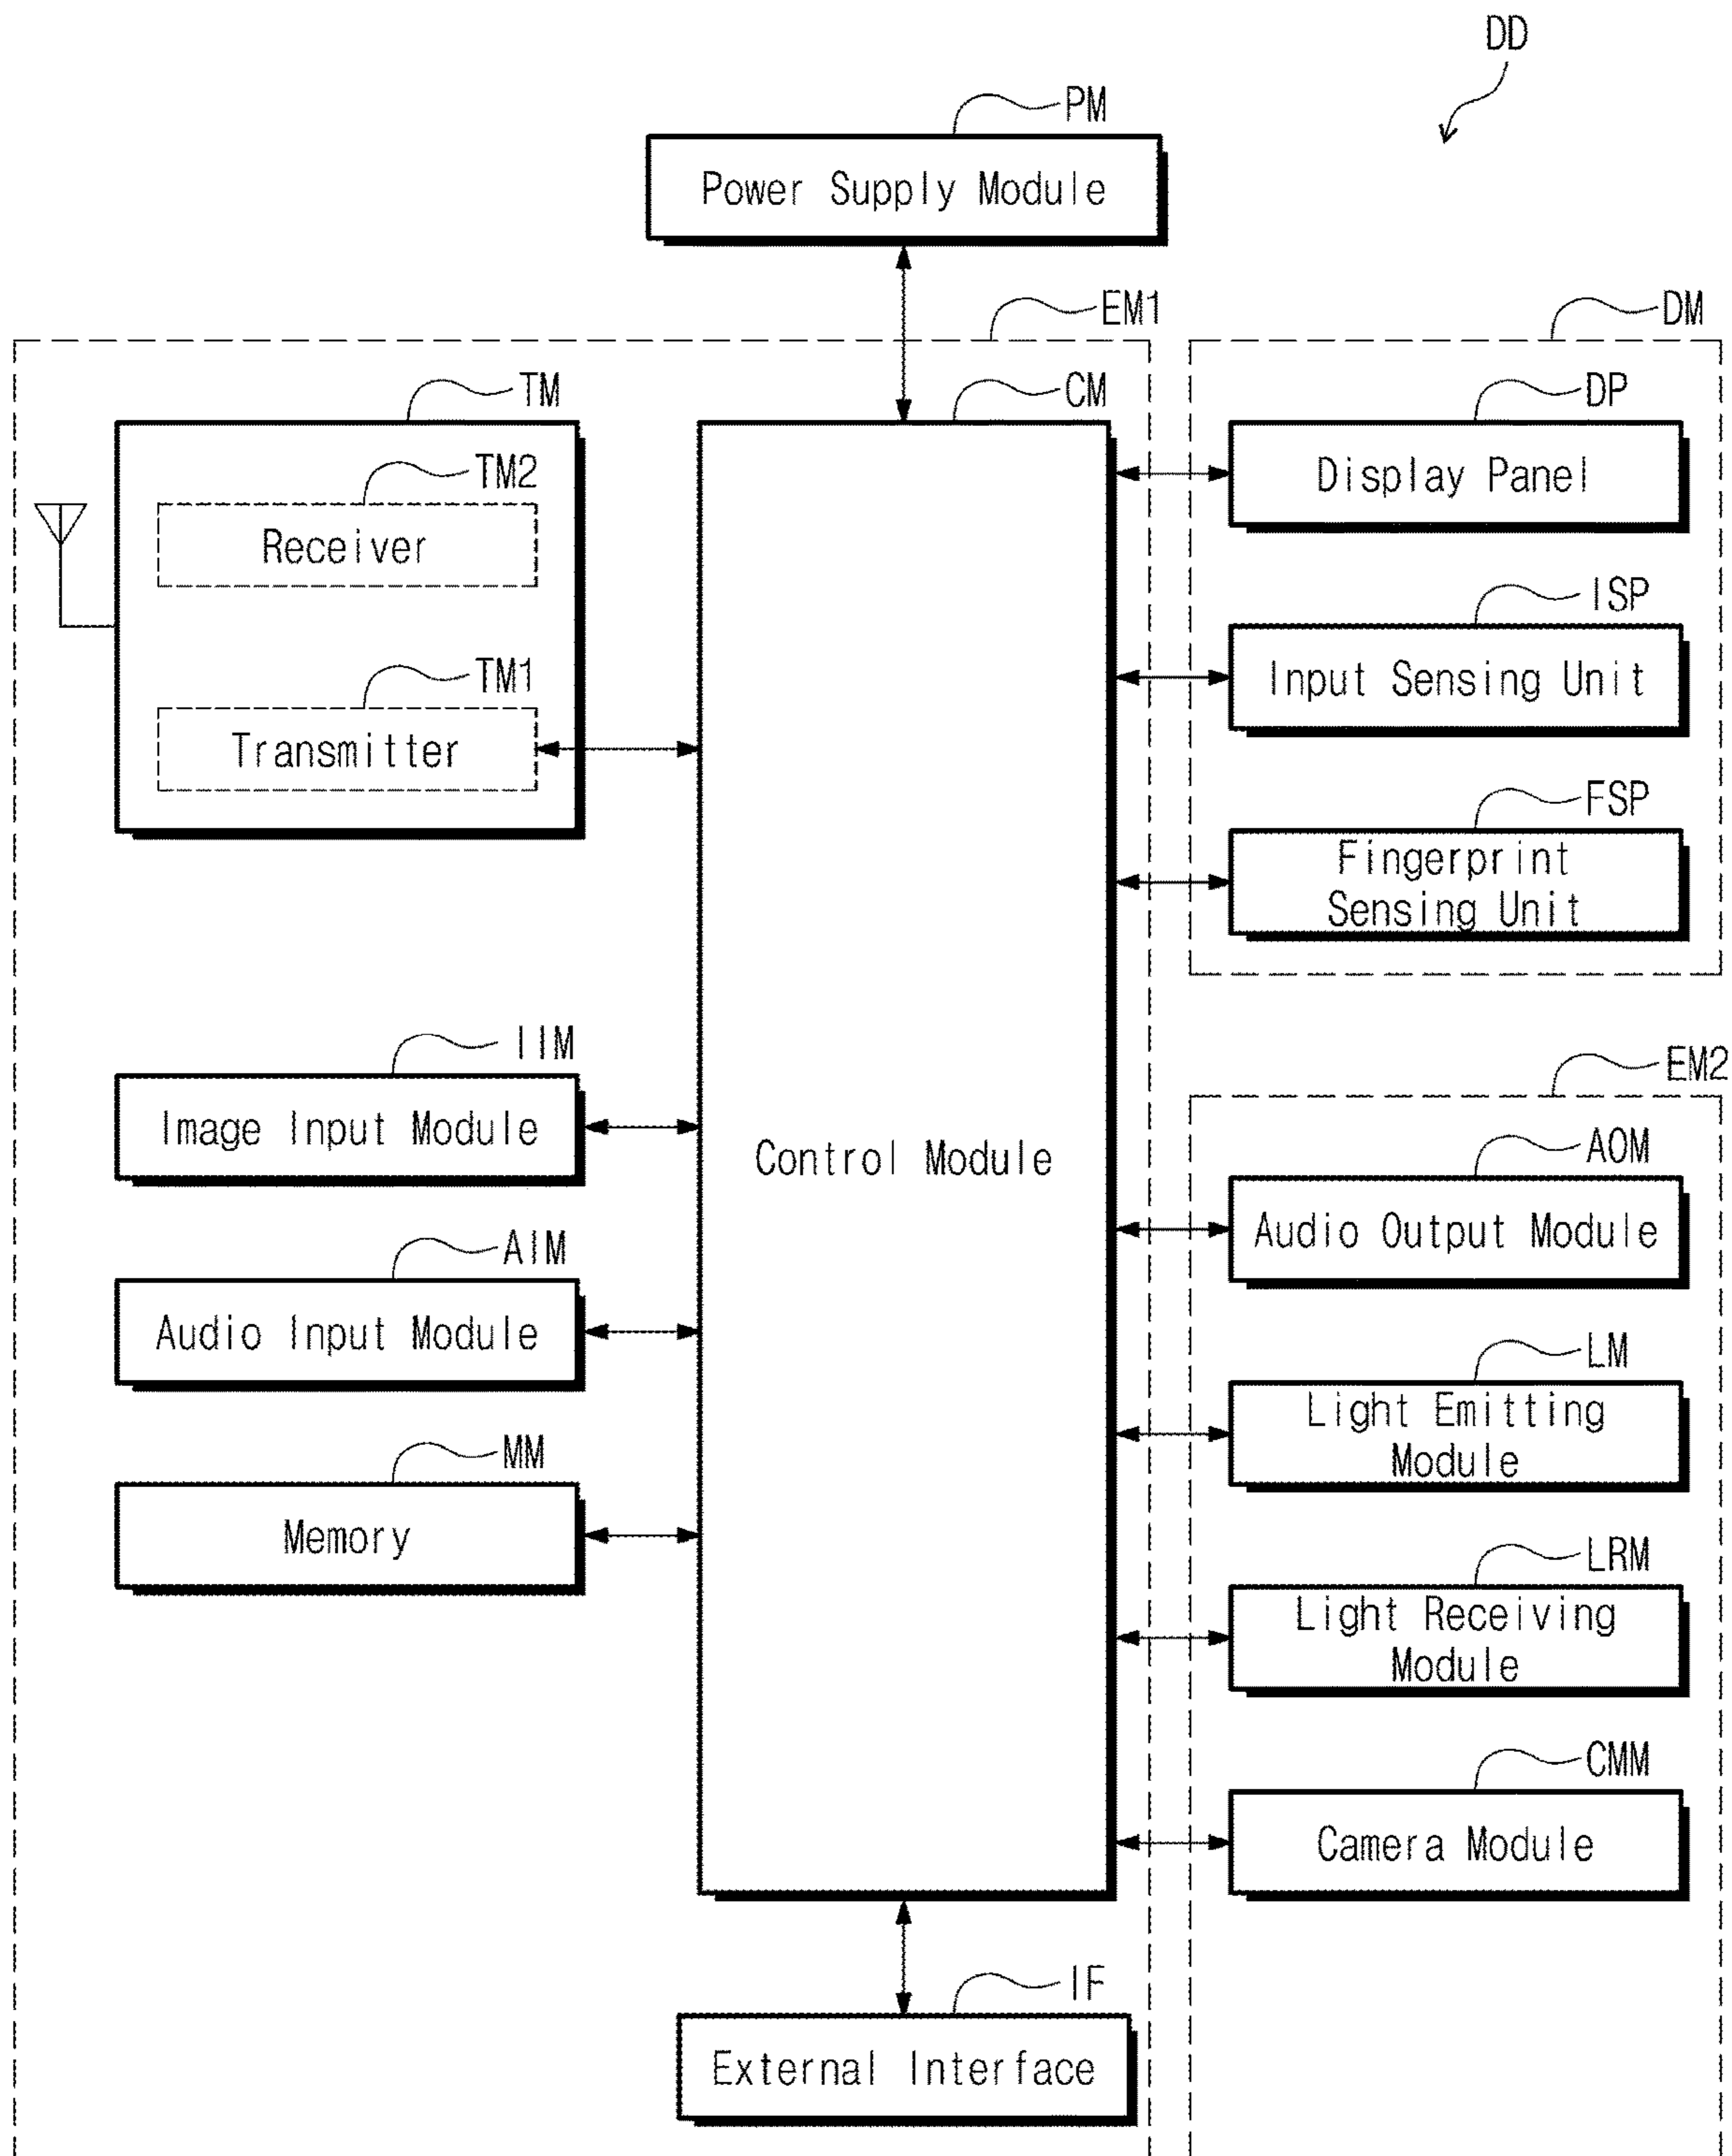 DD
PM
Power Supply Module
EM1
DM
TM
CM
DP
TM2
Receiver
Display Panel
ISP
TM1
Input Sensing Unit
Transmitter
FSP
Fingerprint
Sensing Unit
IIM
EM2
Image Input Module
Control Module
AOM
Audio Output Module
AIM
Audio Input Module
LM
Light Emitting
Module
MM
Memory
LRM
Light Receiving
Module
CMM
Camera Module
IF
External Interface